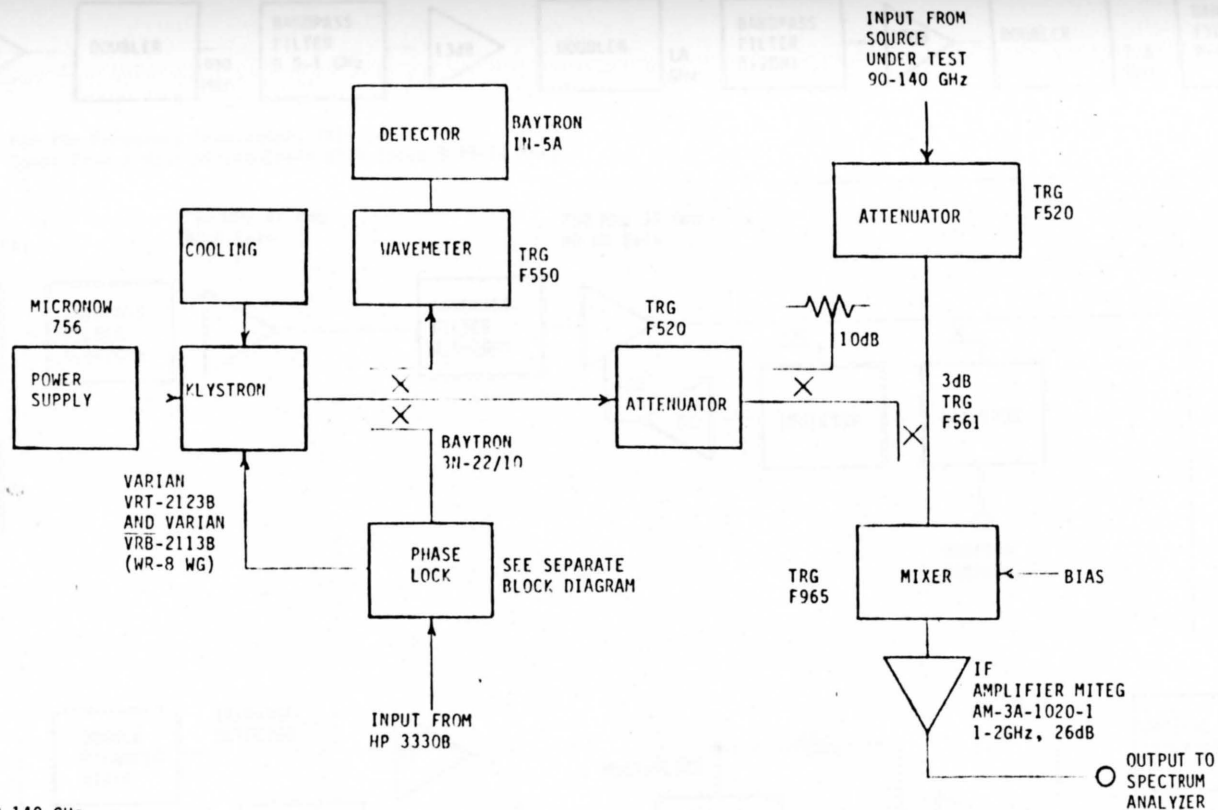 INPUT FROM
SOURCE
UNDER TEST
90-140 GHz
DETECTOR
BAYTRON
IN-5A
ATTENUATOR
TRG
F520
COOLING
WAVEMETER
TRG
F550
MICRONOW
756
POWER
SUPPLY
KLYSTRON
TRG
F520
ATTENUATOR
10dB
3dB
TRG
F561
BAYTRON
3N-22/10
VARIAN
VRT-2123B
AND VARIAN
VRB-2113B
(WR-8 WG)
PHASE
LOCK
SEE SEPARATE
BLOCK DIAGRAM
TRG
F965
MIXER
BIAS
INPUT FROM
HP 3330B
IF
AMPLIFIER MITEG
AM-3A-1020-1
1-2GHz, 26dB
OUTPUT TO
SPECTRUM
ANALYZER